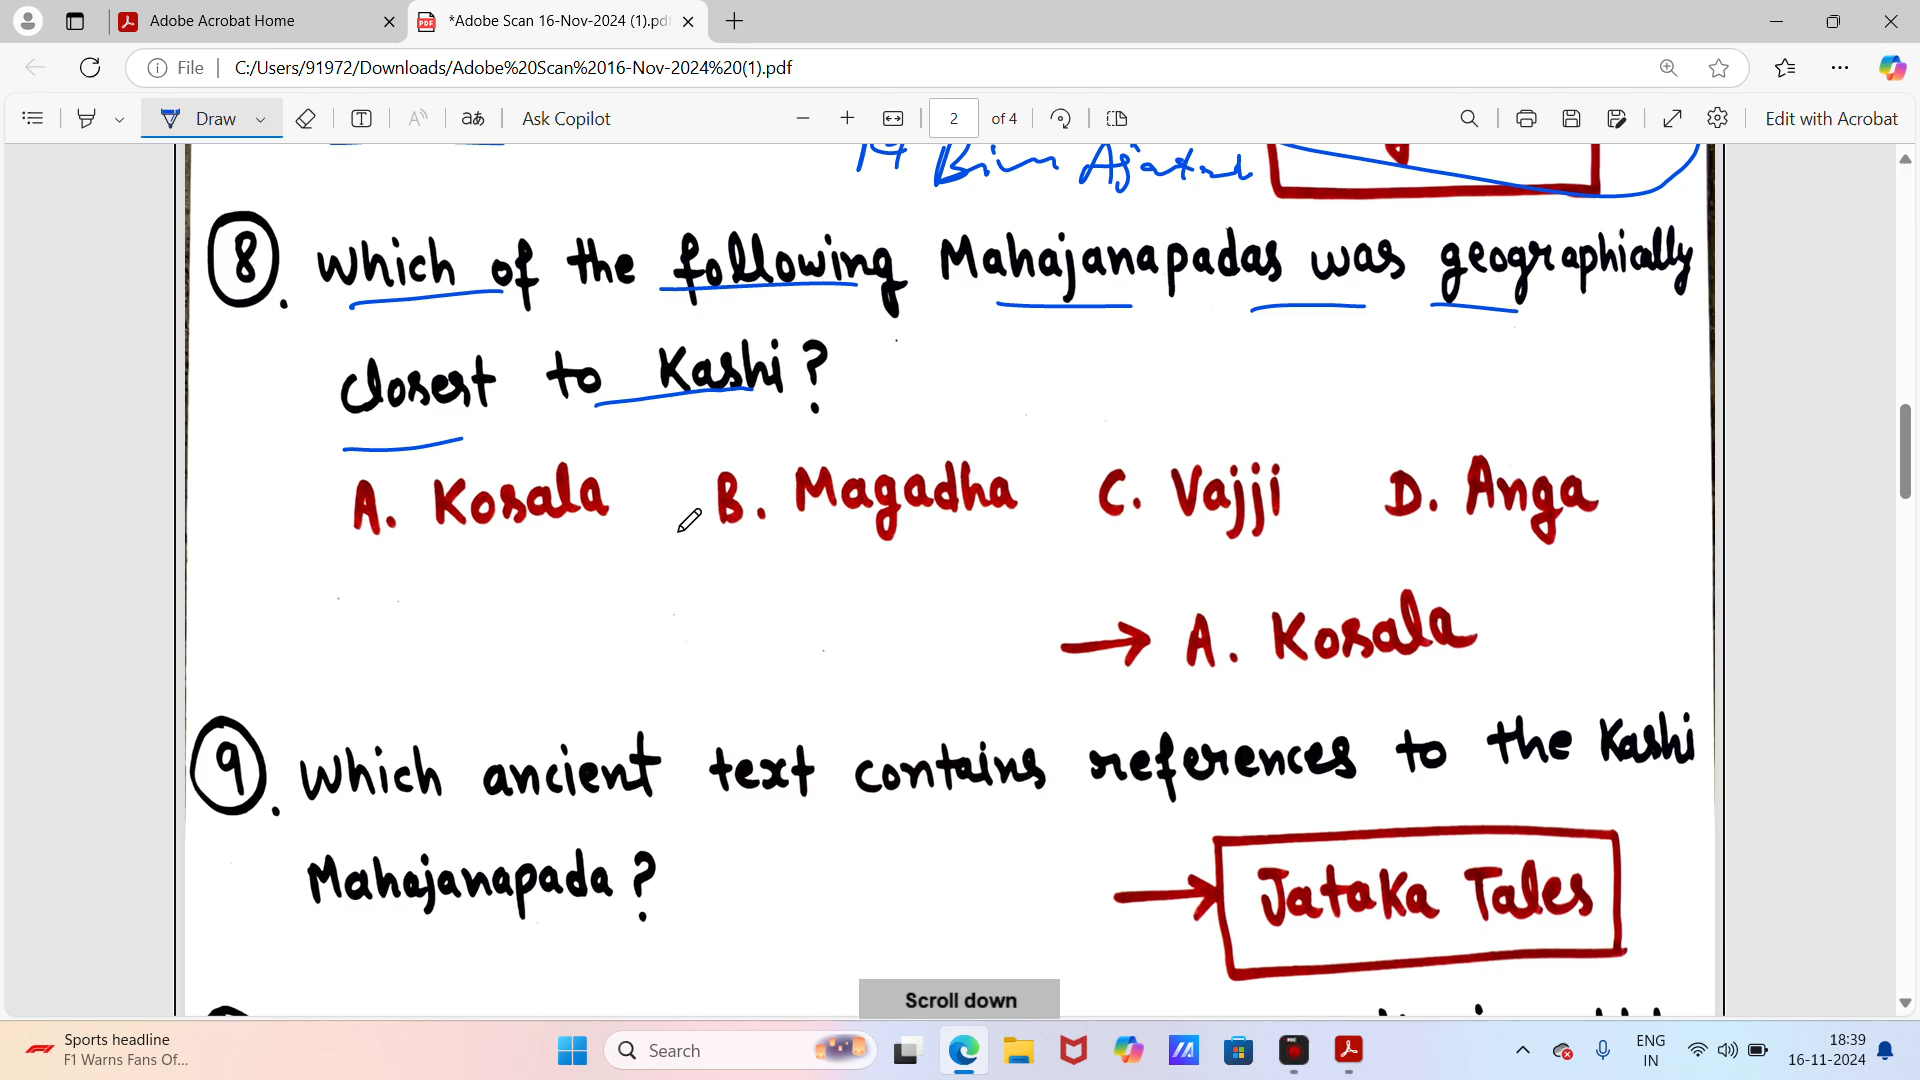 Adobe Acrobat Home
*Adobe Scan 16-Nov-2024 (1).pdf
File
C:/Users/91972/Downloads/Adobe%20Scan%2016-Nov-2024%20(1).pdf
Draw
Ask Copilot
2 of 4
Edit with Acrobat
8. Which of the following Mahajanapadas was geographically
closest to Kashi?
A. Kosala B. Magadha C. Vajji D. Anga
→ A. Kosala
9. Which ancient text contains references to the Kashi
Mahajanapada?
→ Jataka Tales
Scroll down
Sports headline
F1 Warns Fans Of...
Search
ENG
IN
18:39
16-11-2024